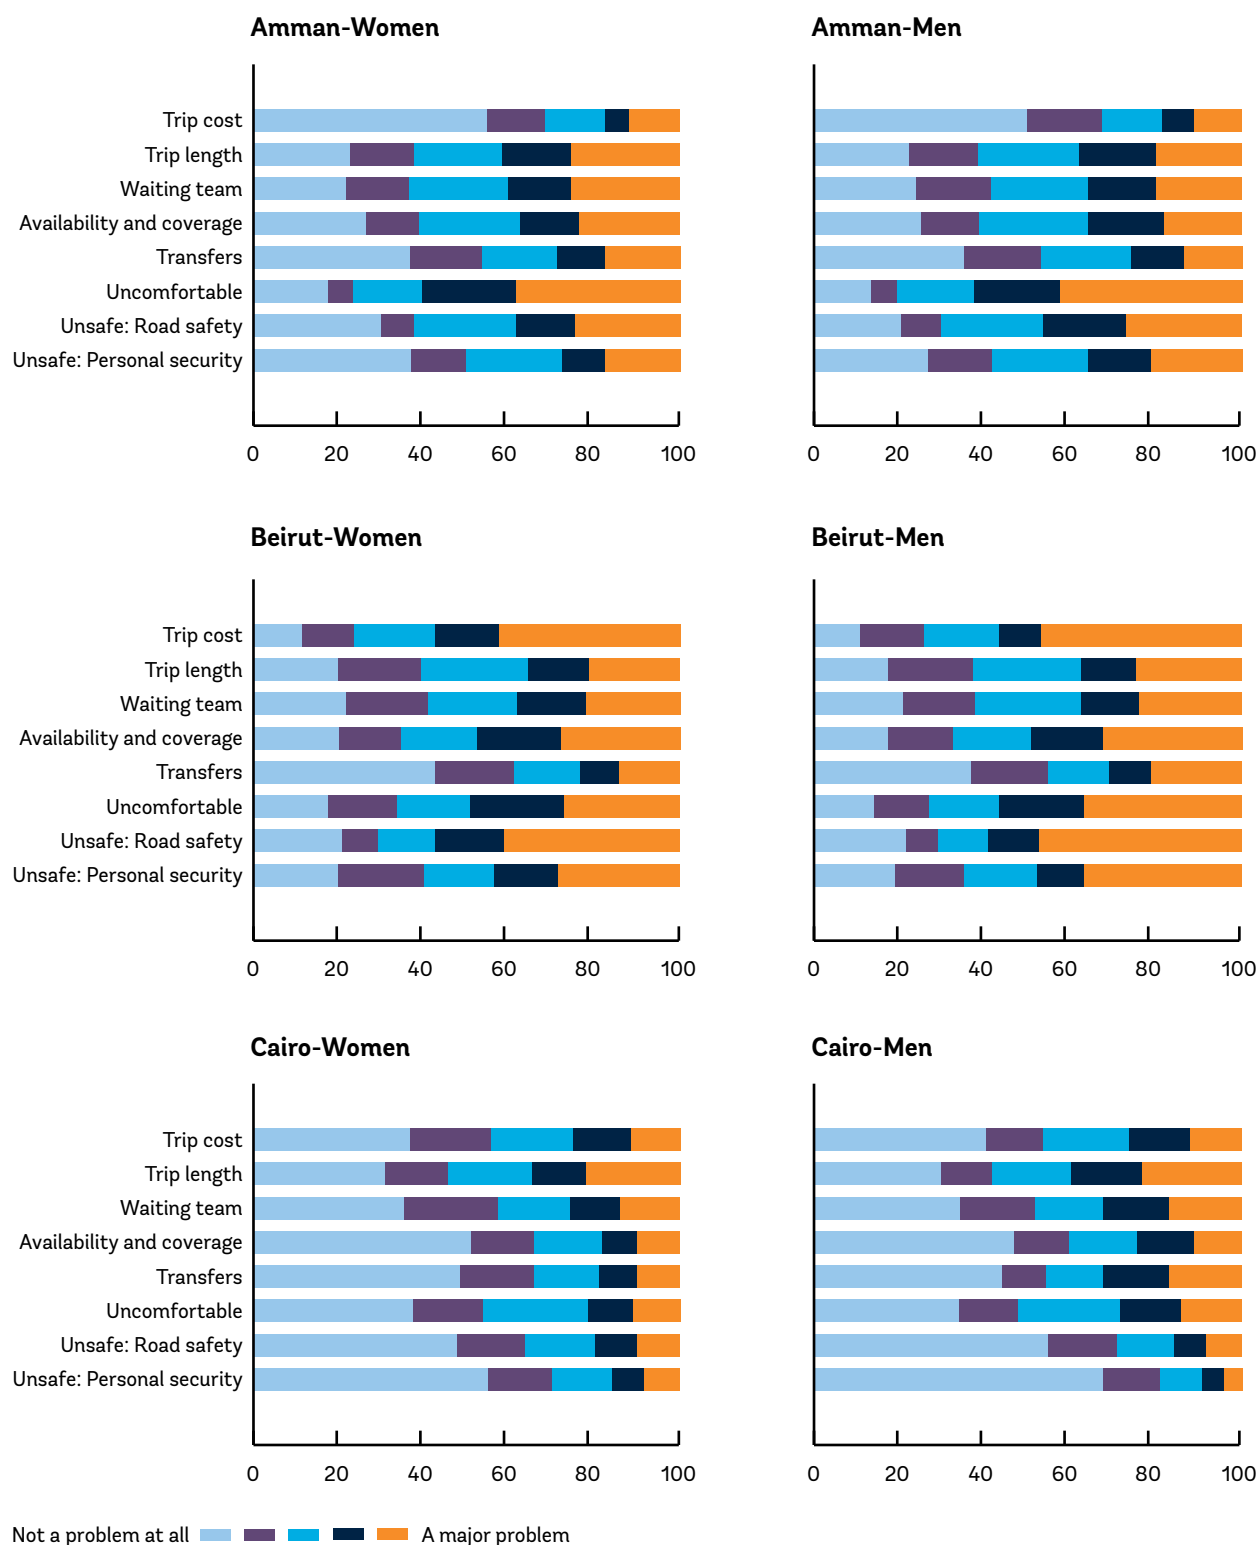 Amman-Women
Amman-Men
Trip cost
Trip length
Waiting team
Availability and coverage
Transfers
Uncomfortable
Unsafe: Road safety
Unsafe: Personal security
0 20 40 60 80 100
0 20 40 60 80 100
Beirut-Women
Beirut-Men
Trip cost
Trip length
Waiting team
Availability and coverage
Transfers
Uncomfortable
Unsafe: Road safety
Unsafe: Personal security
0 20 40 60 80 100
0 20 40 60 80 100
Cairo-Women
Cairo-Men
Trip cost
Trip length
Waiting team
Availability and coverage
Transfers
Uncomfortable
Unsafe: Road safety
Unsafe: Personal security
0 20 40 60 80 100
0 20 40 60 80 100
Not a problem at all A major problem